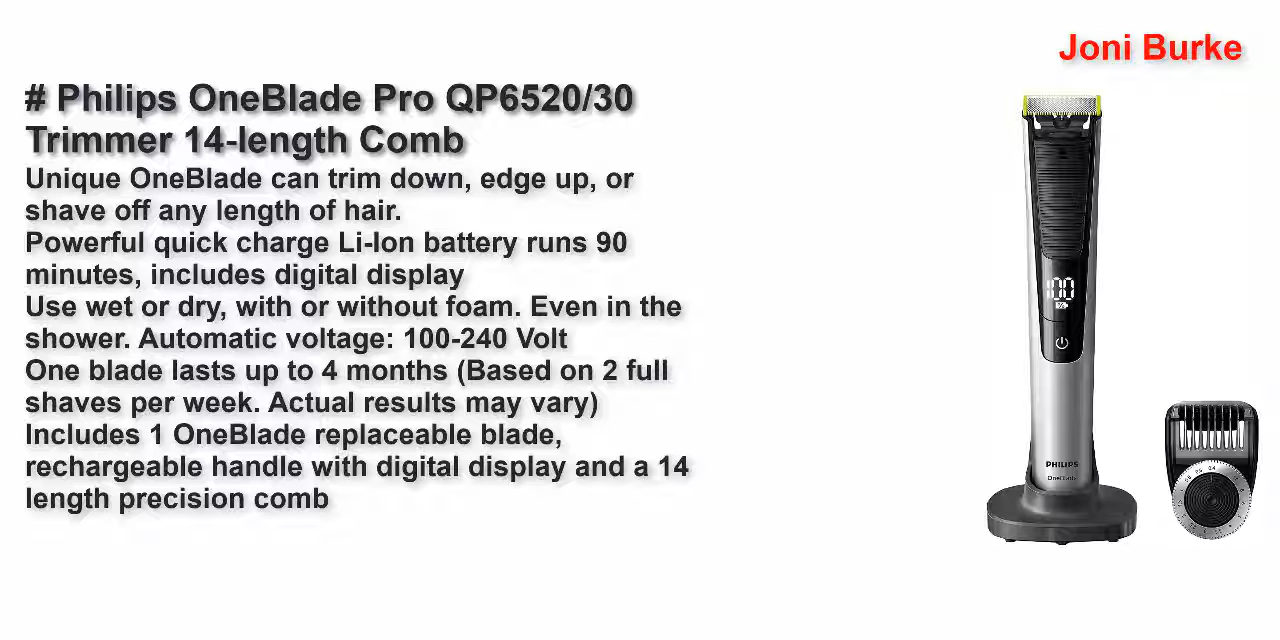 Joni Burke
# Philips OneBlade Pro QP6520/30
Trimmer 14-length Comb
Unique OneBlade can trim down, edge up, or
shave off any length of hair.
Powerful quick charge Li-Ion battery runs 90
minutes, includes digital display
Use wet or dry, with or without foam. Even in the
shower. Automatic voltage: 100-240 Volt
One blade lasts up to 4 months (Based on 2 full
shaves per week. Actual results may vary)
Includes 1 OneBlade replaceable blade,
rechargeable handle with digital display and a 14
length precision comb
100
%
PHILIPS
OneBlade